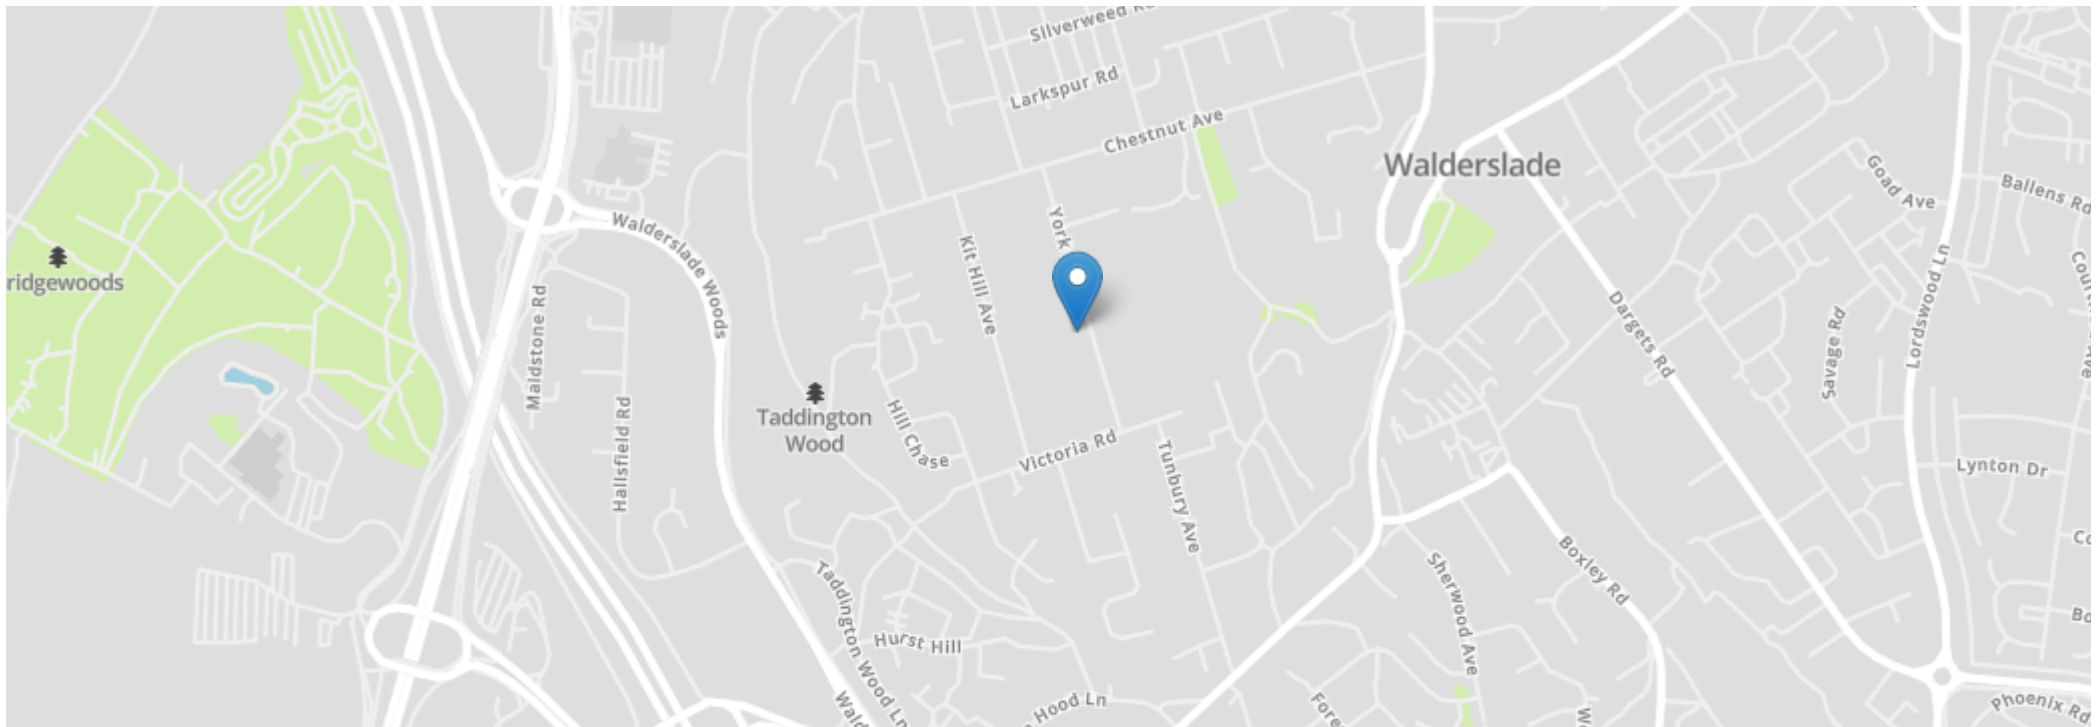 Silverweed Rd
Larkspur Rd
Chestnut Ave
Walderslade
Goad Ave
Ballens Rd
York
Walderslade Woods
Kit Hill Ave
ridgewoods
Maidstone Rd
Dargets Rd
Lordswood Ln
Savage Rd
Taddington
Wood
Hallsfield Rd
Hill Chase
Victoria Rd
Tunbury Ave
Lynton Dr
Boxley Rd
Sherwood Ave
Taddington Wood Ln
Hurst Hill
Hood Ln
Phoenix Rd